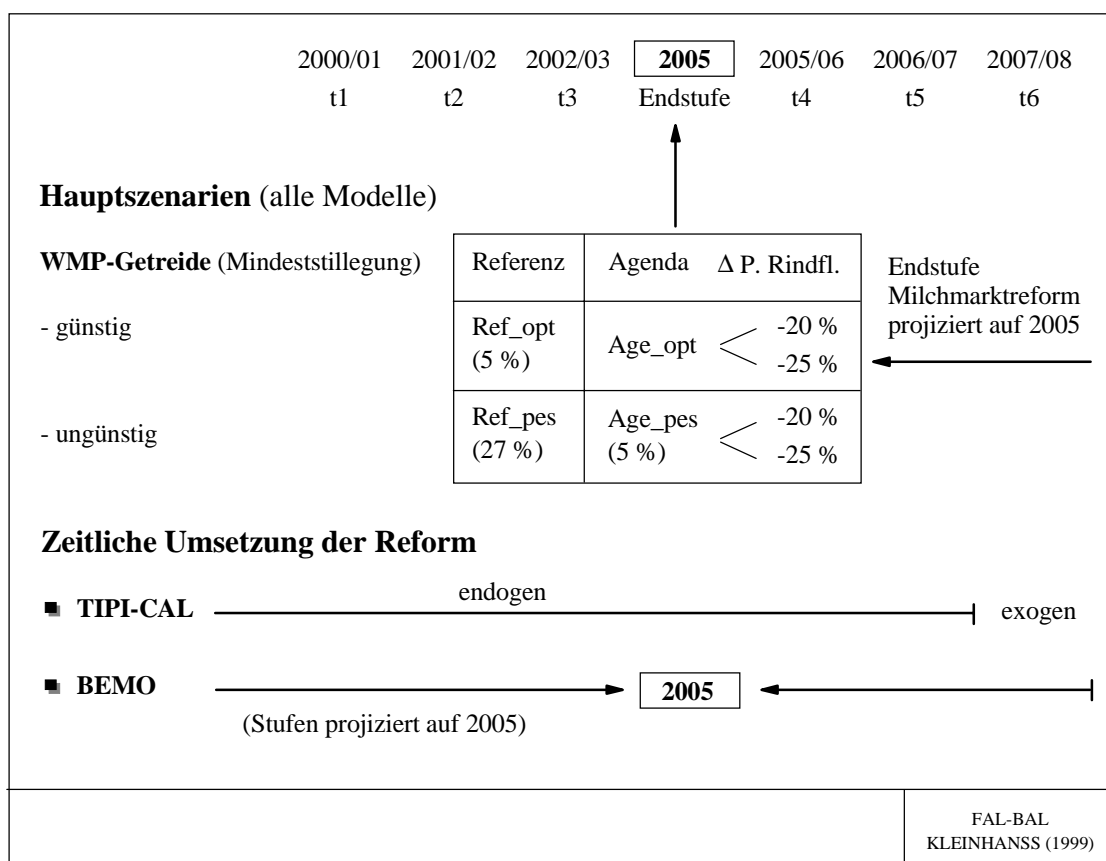 2000/01 2001/02 2002/03 2005 2005/06 2006/07 2007/08
t1 t2 t3 Endstufe t4 t5 t6
Hauptszenarien (alle Modelle)
WMP-Getreide (Mindeststillegung) Referenz Agenda Δ P. Rindfl.
Endstufe
Milchmarktreform
projiziert auf 2005
- günstig
Ref_opt
(5 %)
Age_opt
-20 %
-25 %
- ungünstig
Ref_pes
(27 %)
Age_pes
(5 %)
-20 %
-25 %
Zeitliche Umsetzung der Reform
TIPI-CAL endogen exogen
BEMO 2005
(Stufen projiziert auf 2005)
FAL-BAL
KLEINHANSS (1999)